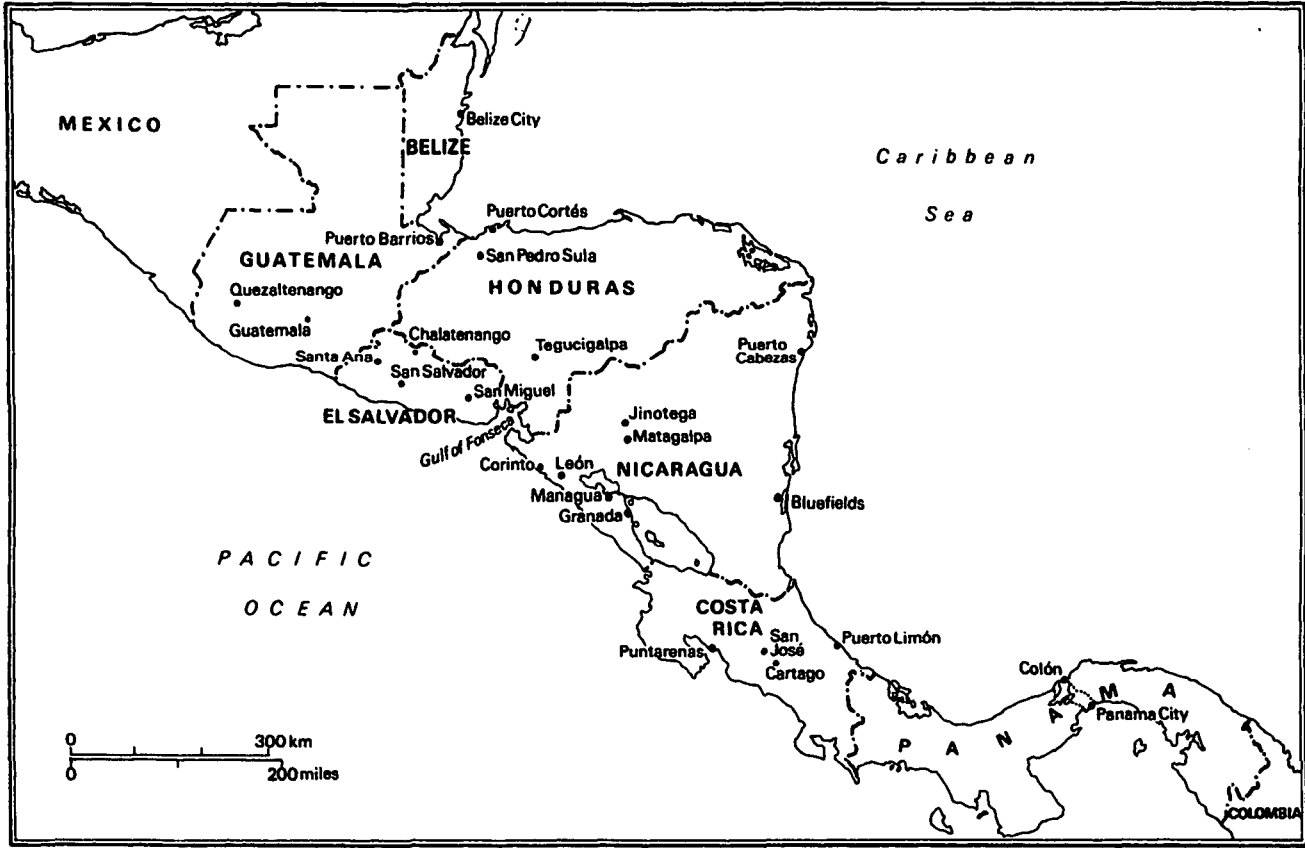 MEXICO
BELIZE
Belize City
Caribbean
Sea
Puerto Cortés
Puerto Barrios
San Pedro Sula
GUATEMALA
HONDURAS
Quezaltenango
Guatemala
Chalatenango
Tegucigalpa
Santa Ana
San Salvador
San Miguel
EL SALVADOR
Gulf of Fonseca
Puerto
Cabezas
Jinotega
Matagalpa
Corinto
León
NICARAGUA
Managua
Granada
Bluefields
PACIFIC
OCEAN
COSTA
RICA
Puntarenas
San
José
Cartago
Puerto Limón
Colón
PANAMA
Panama City
COLOMBIA
0 300 km
0 200 miles